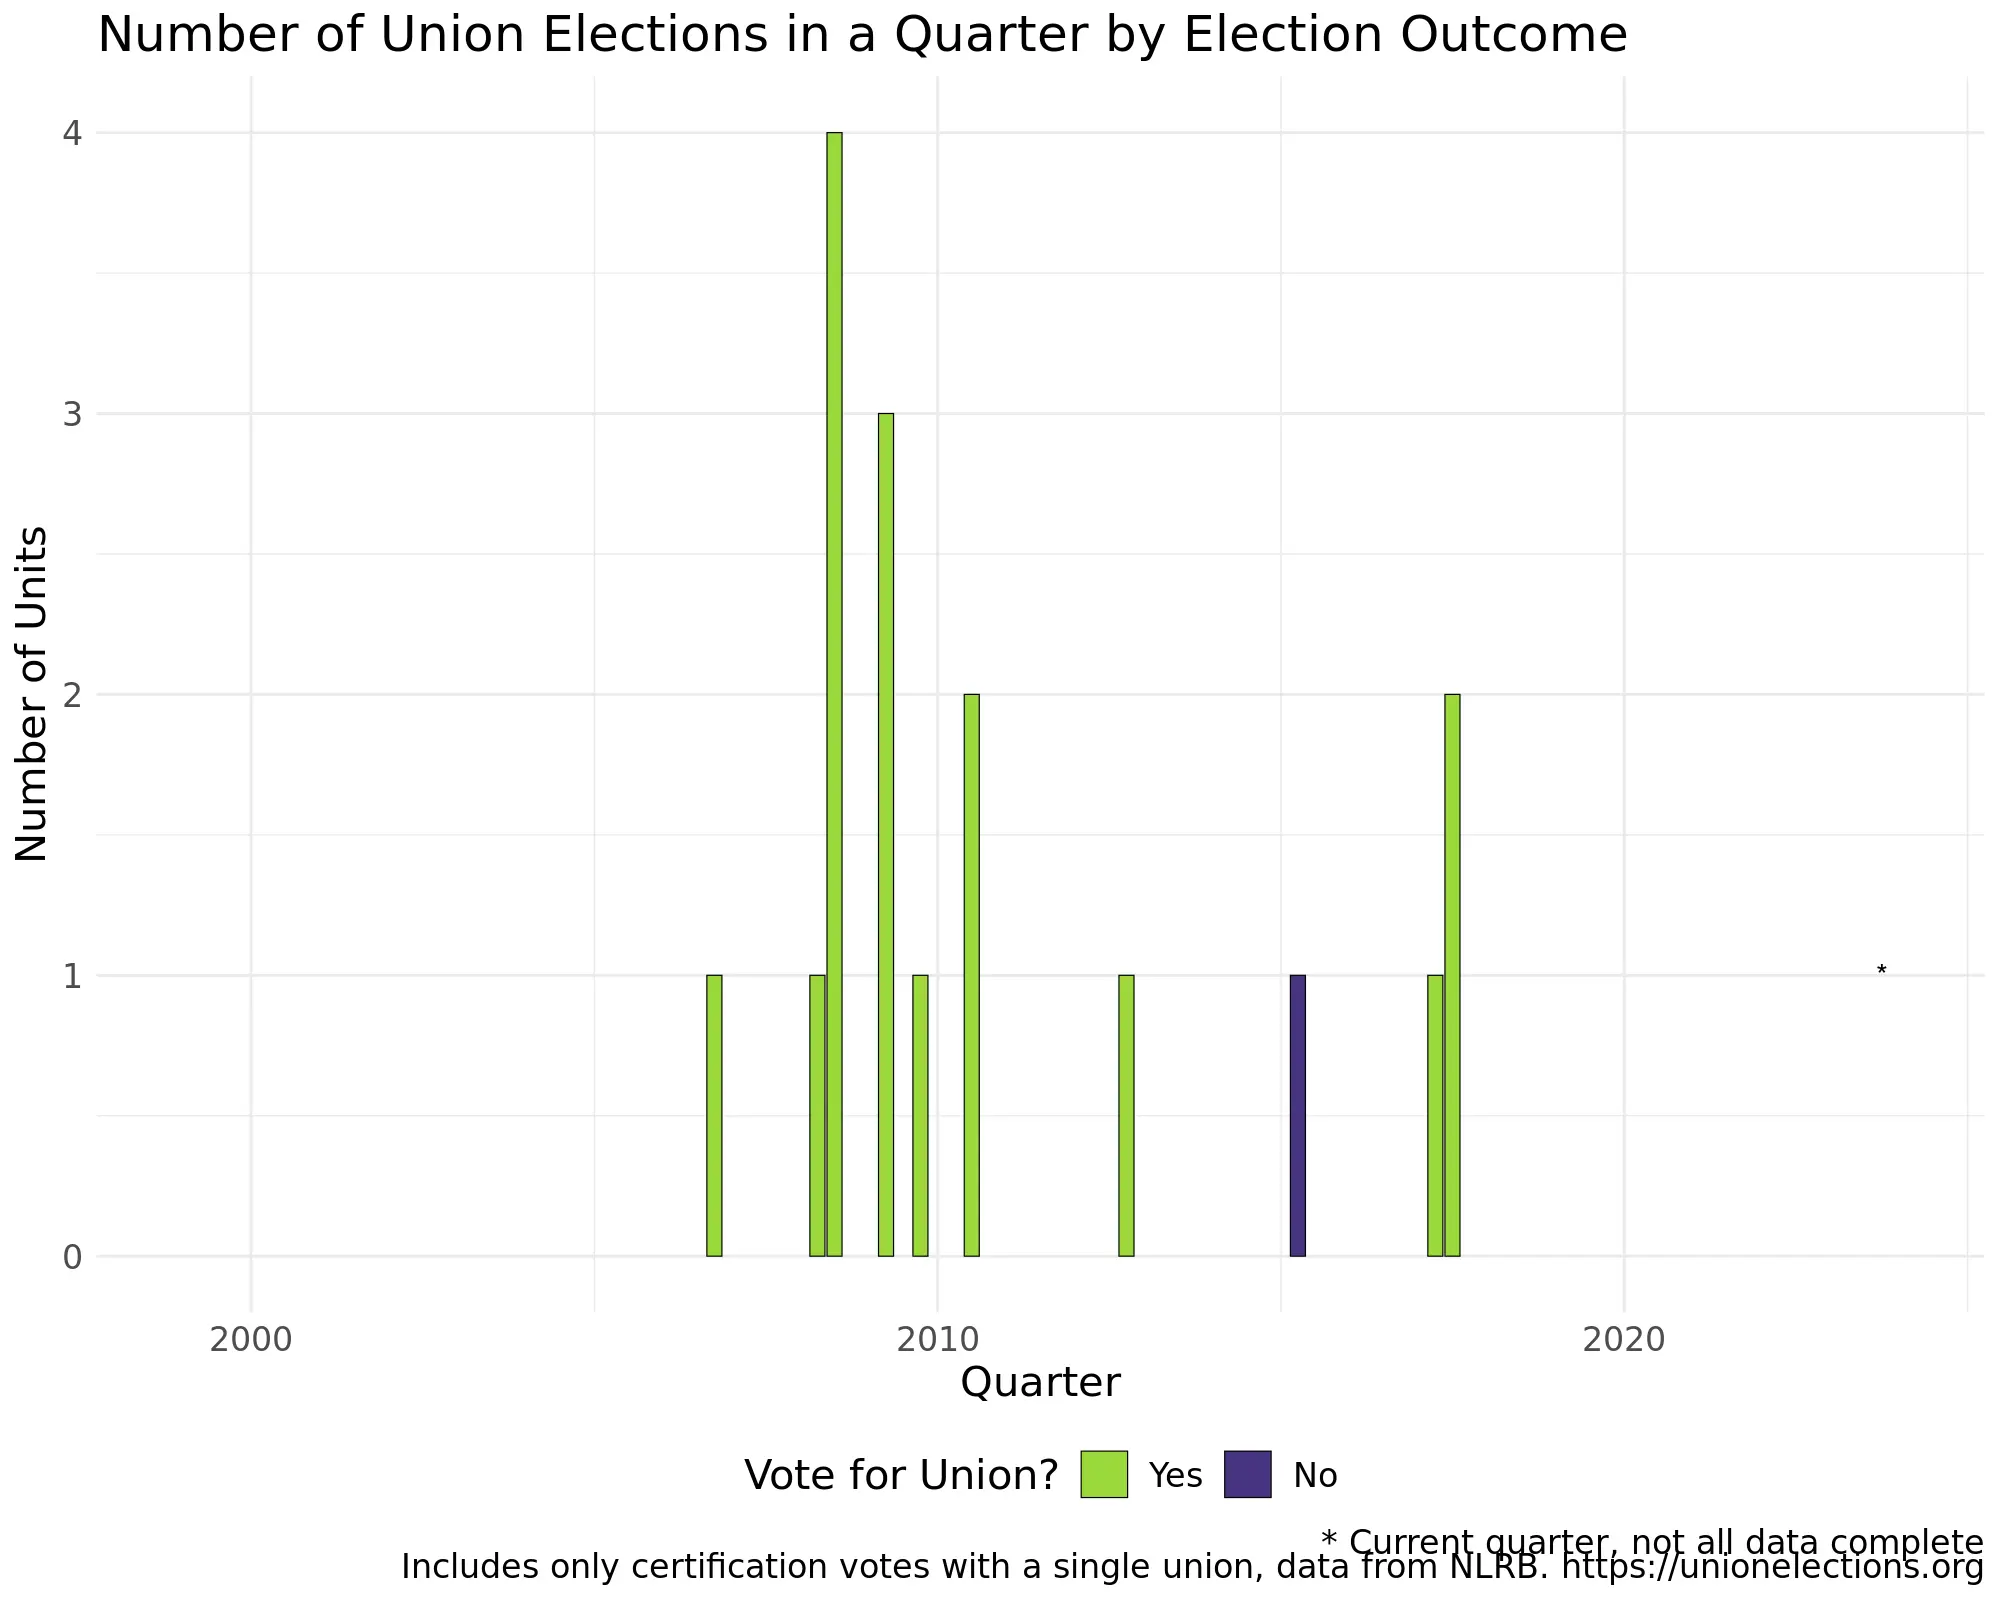 Number of Union Elections in a Quarter by Election Outcome
4
3
2
1
0
Number of Units
*
2000 2010 2020
Quarter
Vote for Union? Yes No
* Current quarter, not all data complete
Includes only certification votes with a single union, data from NLRB. https://unionelections.org